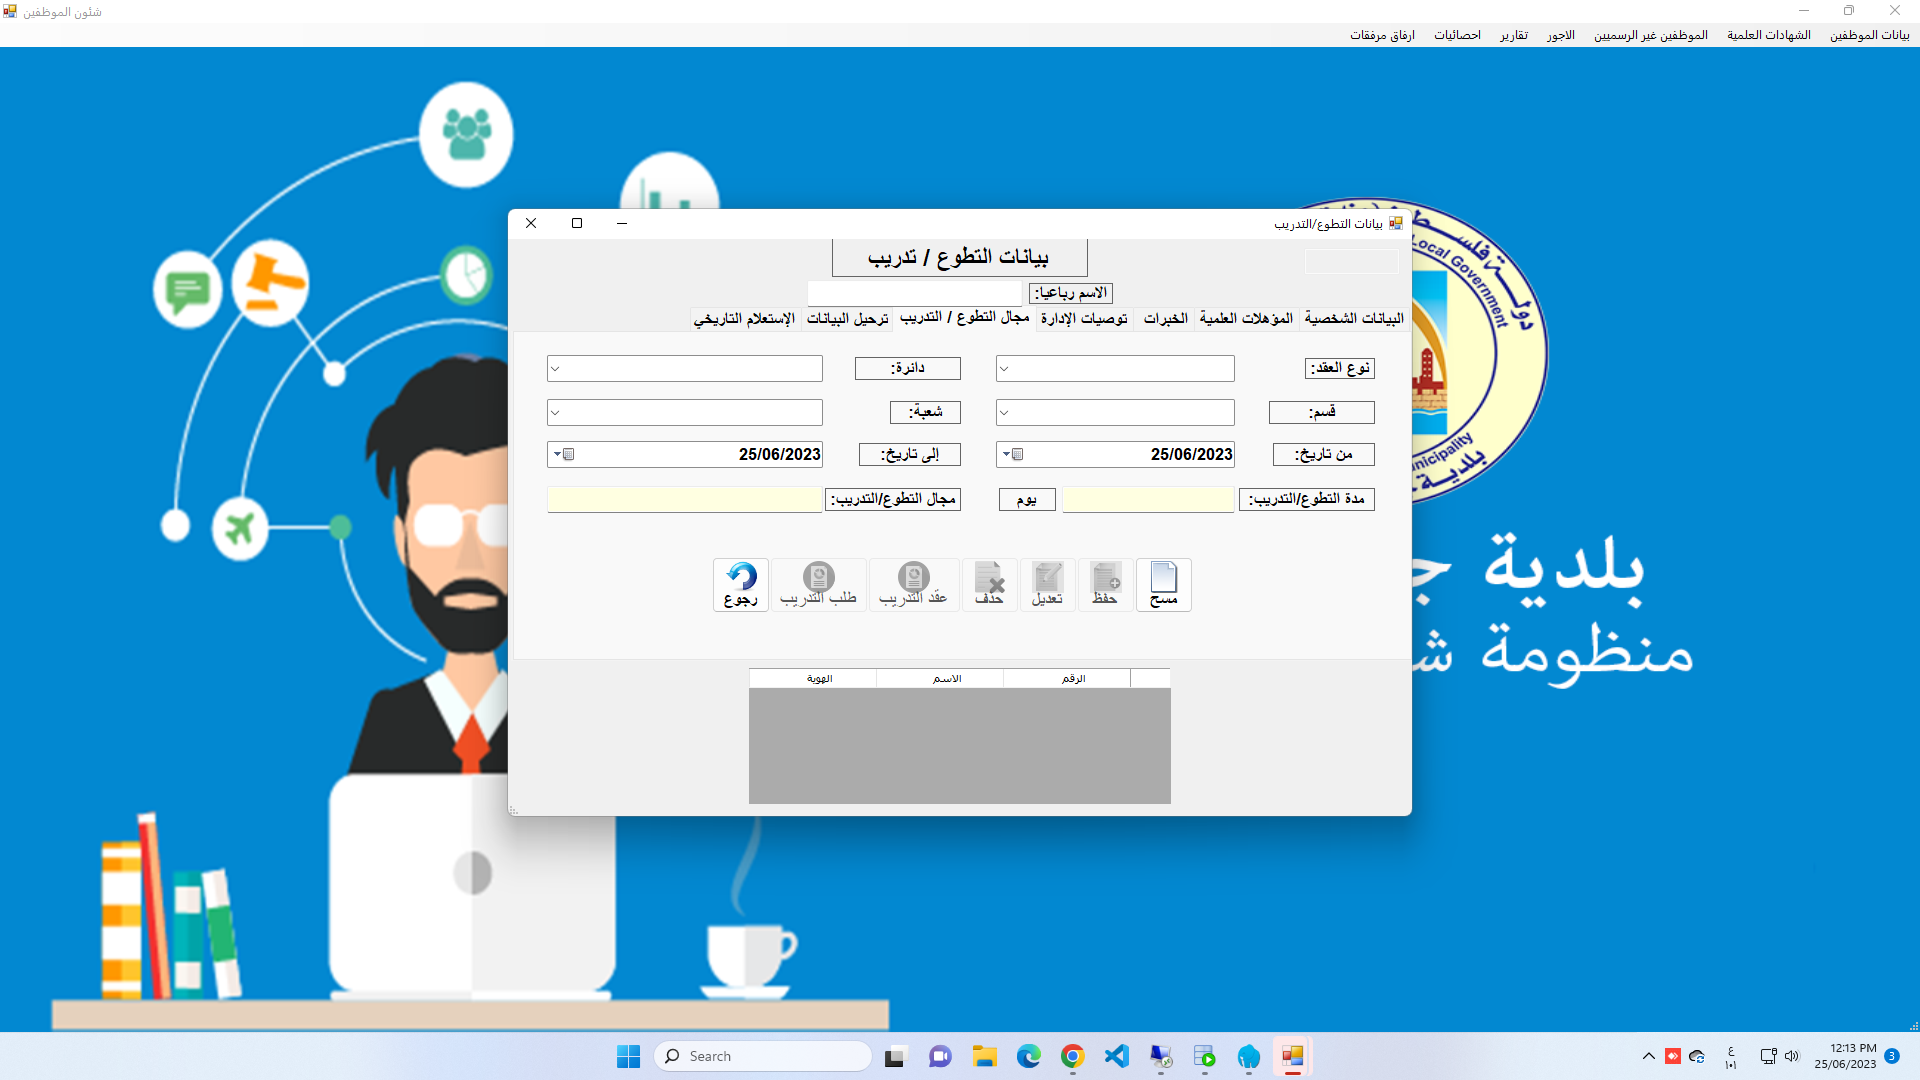 شئون الموظفين
بيانات الموظفين الشهادات العلمية الموظفين غير الرسميين الاجور تقارير احصائيات ارفاق مرفقات
بيانات التطوع/التدريب
بيانات التطوع / تدريب
الاسم رباعيا:
البيانات الشخصية المؤهلات العلمية الخبرات توصيات الإدارة مجال التطوع / التدريب ترحيل البيانات الإستعلام التاريخي
نوع العقد: دائرة:
قسم: شعبة:
من تاريخ: 25/06/2023 إلى تاريخ: 25/06/2023
مدة التطوع/التدريب: يوم مجال التطوع/التدريب:
مسح حفظ تعديل حذف عقد التدريب طلب التدريب رجوع
الرقم الاسم الهوية
دولة فلسط
Local Government
unicipality
بلدية
بلدية ج
منظومة ش
Search
ع
12:13 PM
25/06/2023
3